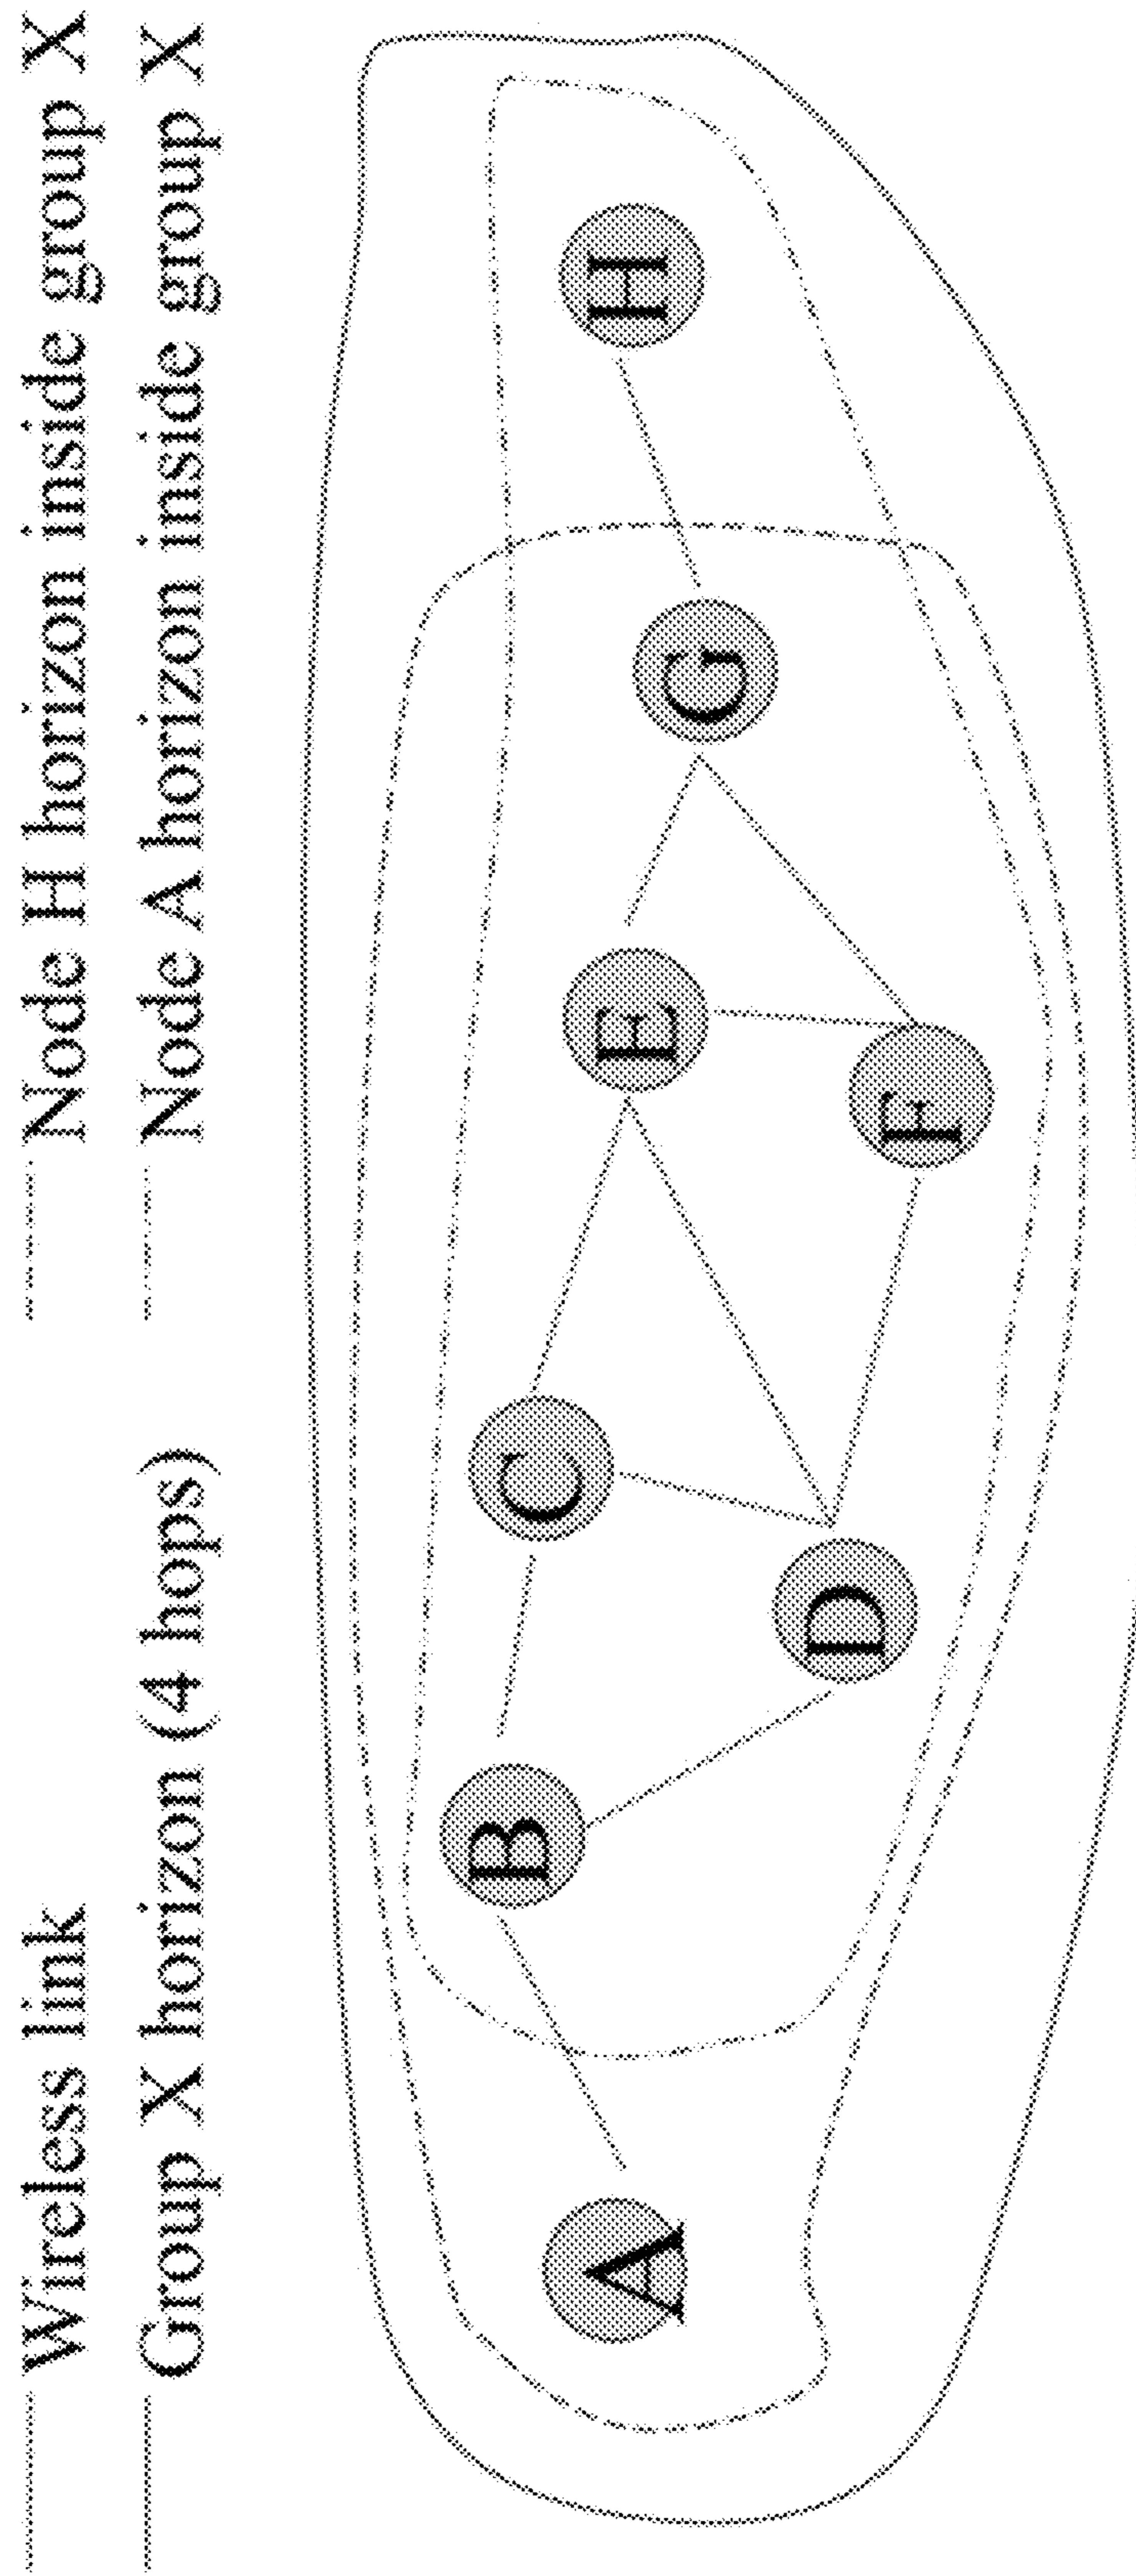 Wireless link
Group X horizon (4 hops)
Node H horizon inside group X
Node A horizon inside group X
A
B
C
D
E
F
G
H